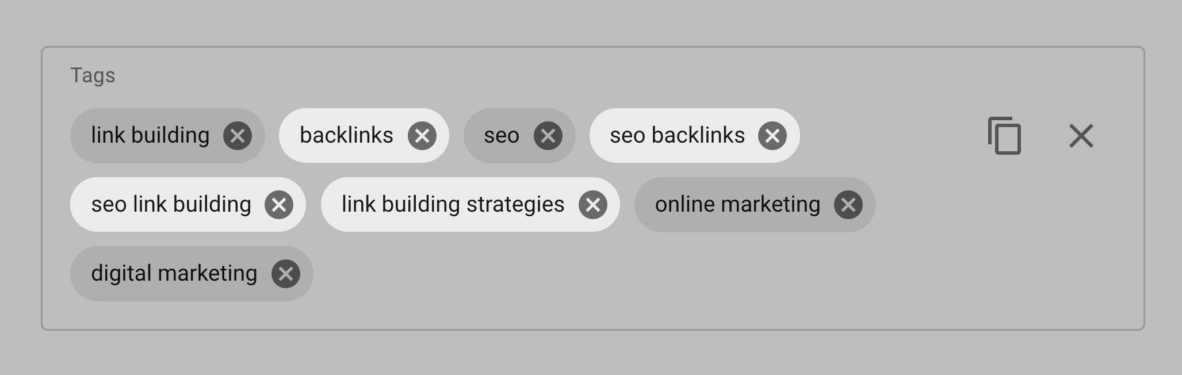 Tags
link building backlinks seo seo backlinks
seo link building link building strategies online marketing
digital marketing